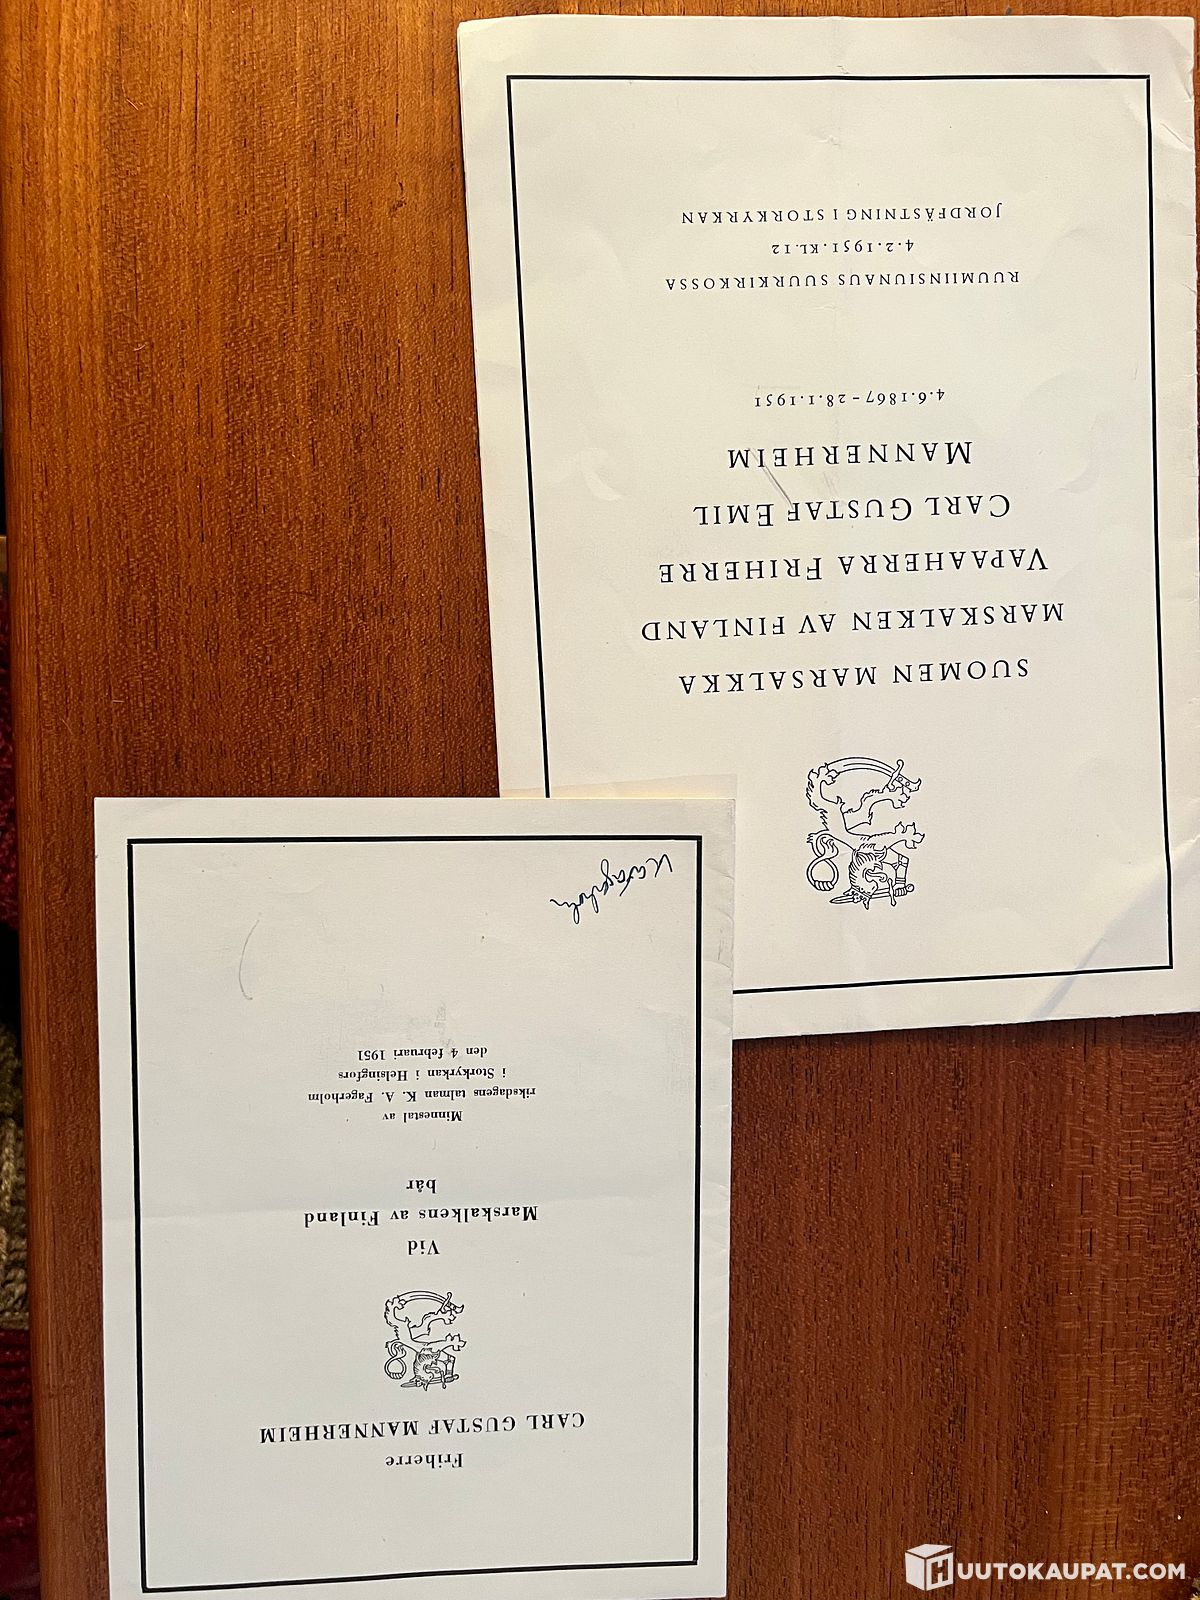 SUOMEN MARSALKKA
MARSKALKEN AV FINLAND
VAPAAHERRA FRIHERRE
CARL GUSTAF EMIL
MANNERHEIM
4.6.1867–28.1.1951
RUUMIINSIUNAUS SUURKIRKOSSA
4.2.1951.KL.12
JORDFÄSTNING I STORKYRKAN
Friherre
CARL GUSTAF MANNERHEIM
Vid
Marskalkens av Finland
bår
Minnestal av
riksdagens talman K. A. Fagerholm
i Storkyrkan i Helsingfors
den 4 februari 1951
KAFagerholm
HUUTOKAUPAT.COM